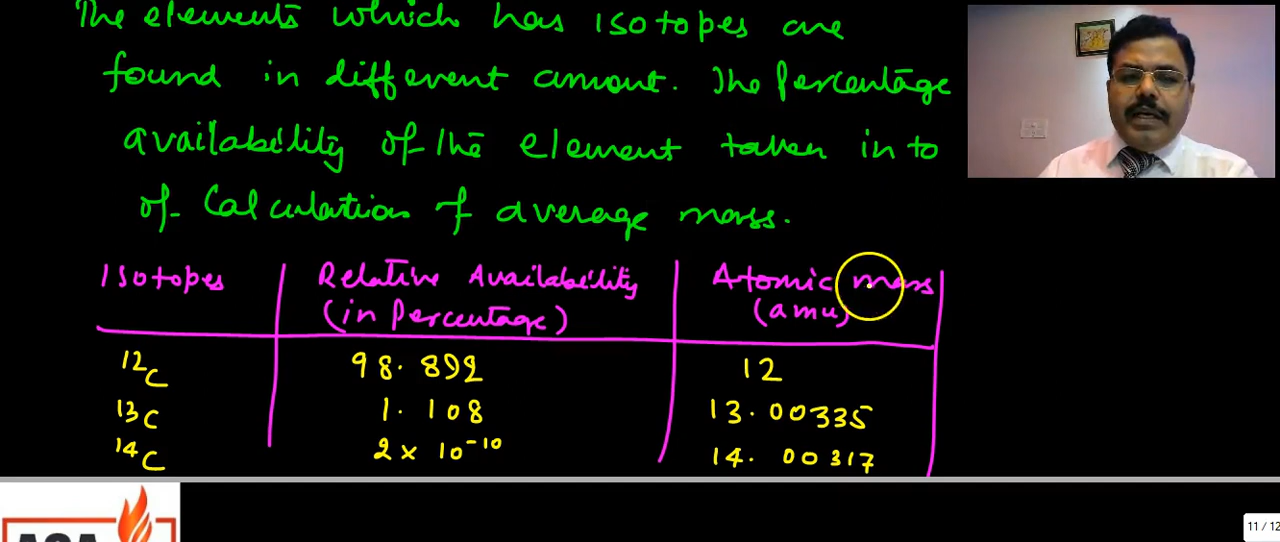 The elements which has isotopes are
found in different amount. The Percentage
availability of the element taken in to
of Calculation of average mass.
Isotopes Relative Availability Atomic mass
(in percentage) (amu)
12C 98.892 12
13C 1.108 13.00335
14C 2 × 10-10 14.00317
11 / 12